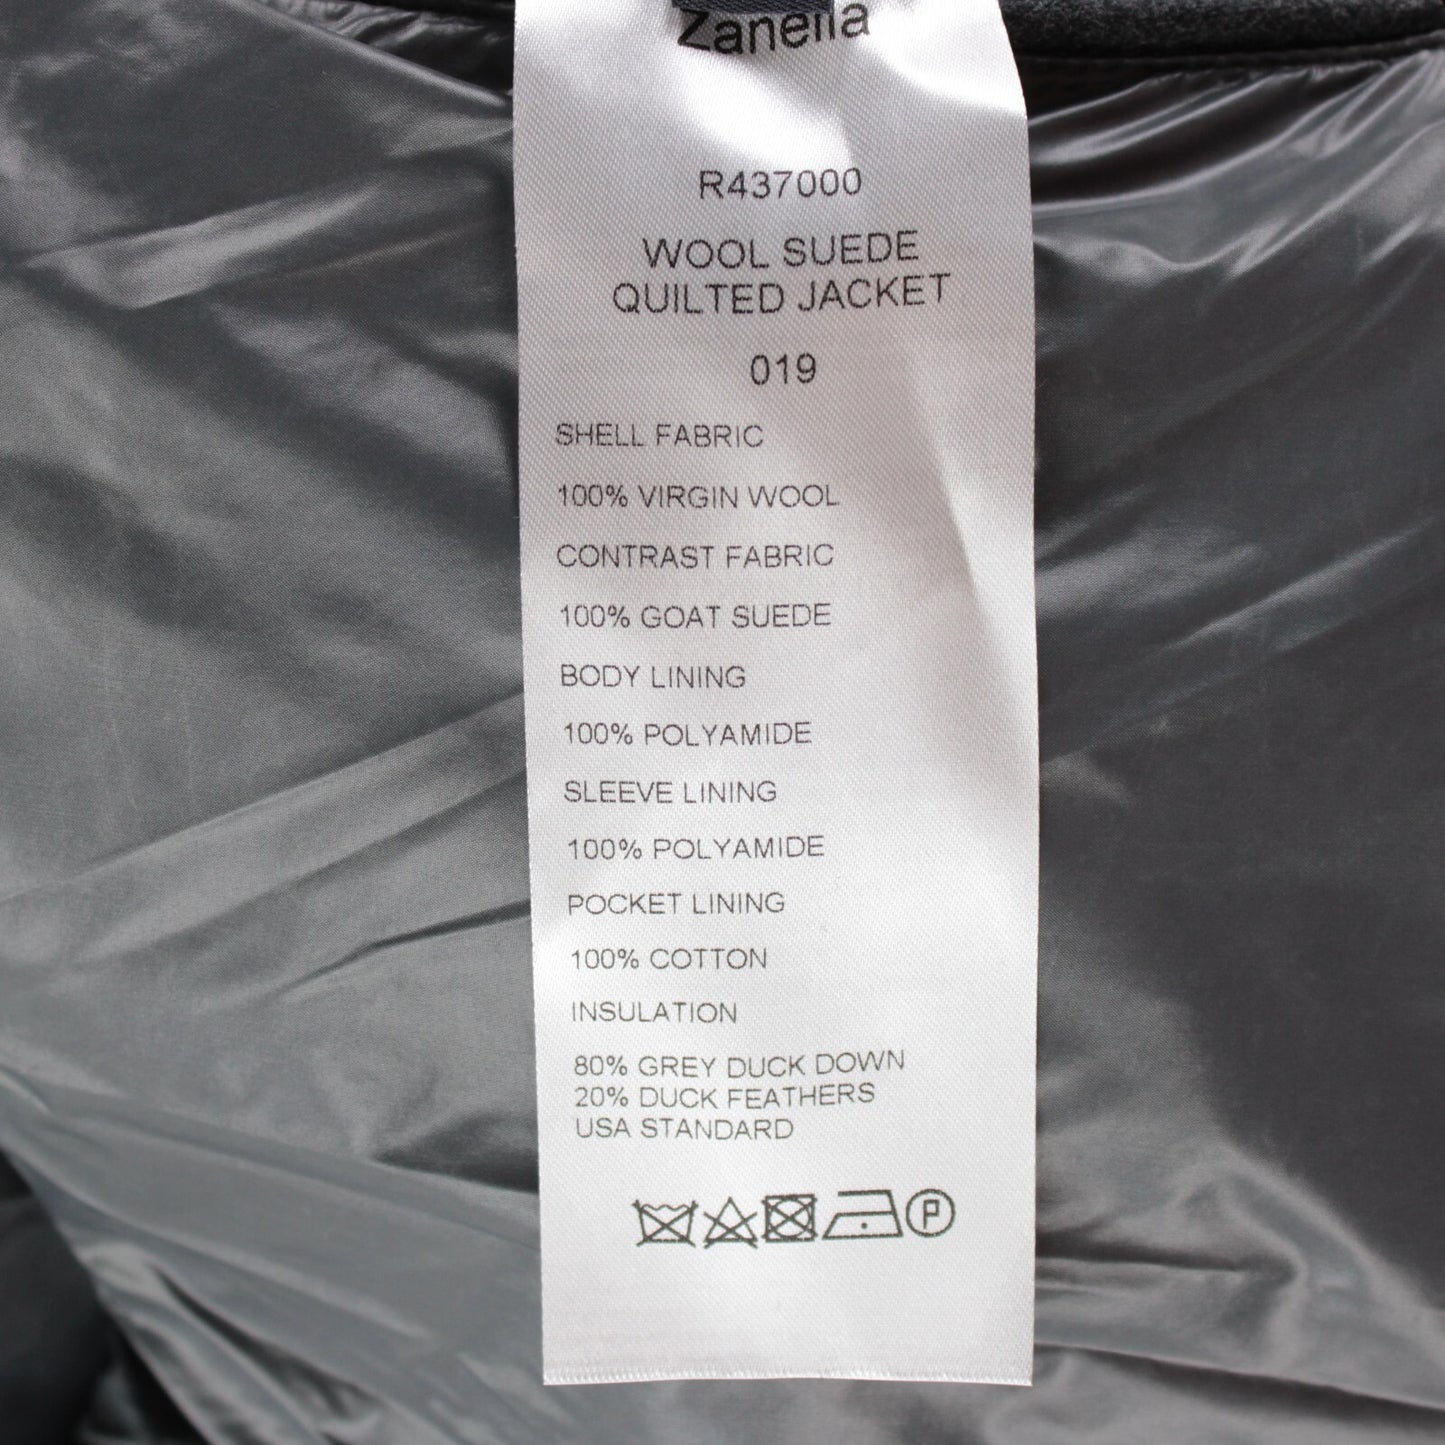 Zanella
R437000
WOOL SUEDE
QUILTED JACKET
019
SHELL FABRIC
100% VIRGIN WOOL
CONTRAST FABRIC
100% GOAT SUEDE
BODY LINING
100% POLYAMIDE
SLEEVE LINING
100% POLYAMIDE
POCKET LINING
100% COTTON
INSULATION
80% GREY DUCK DOWN
20% DUCK FEATHERS
USA STANDARD
P